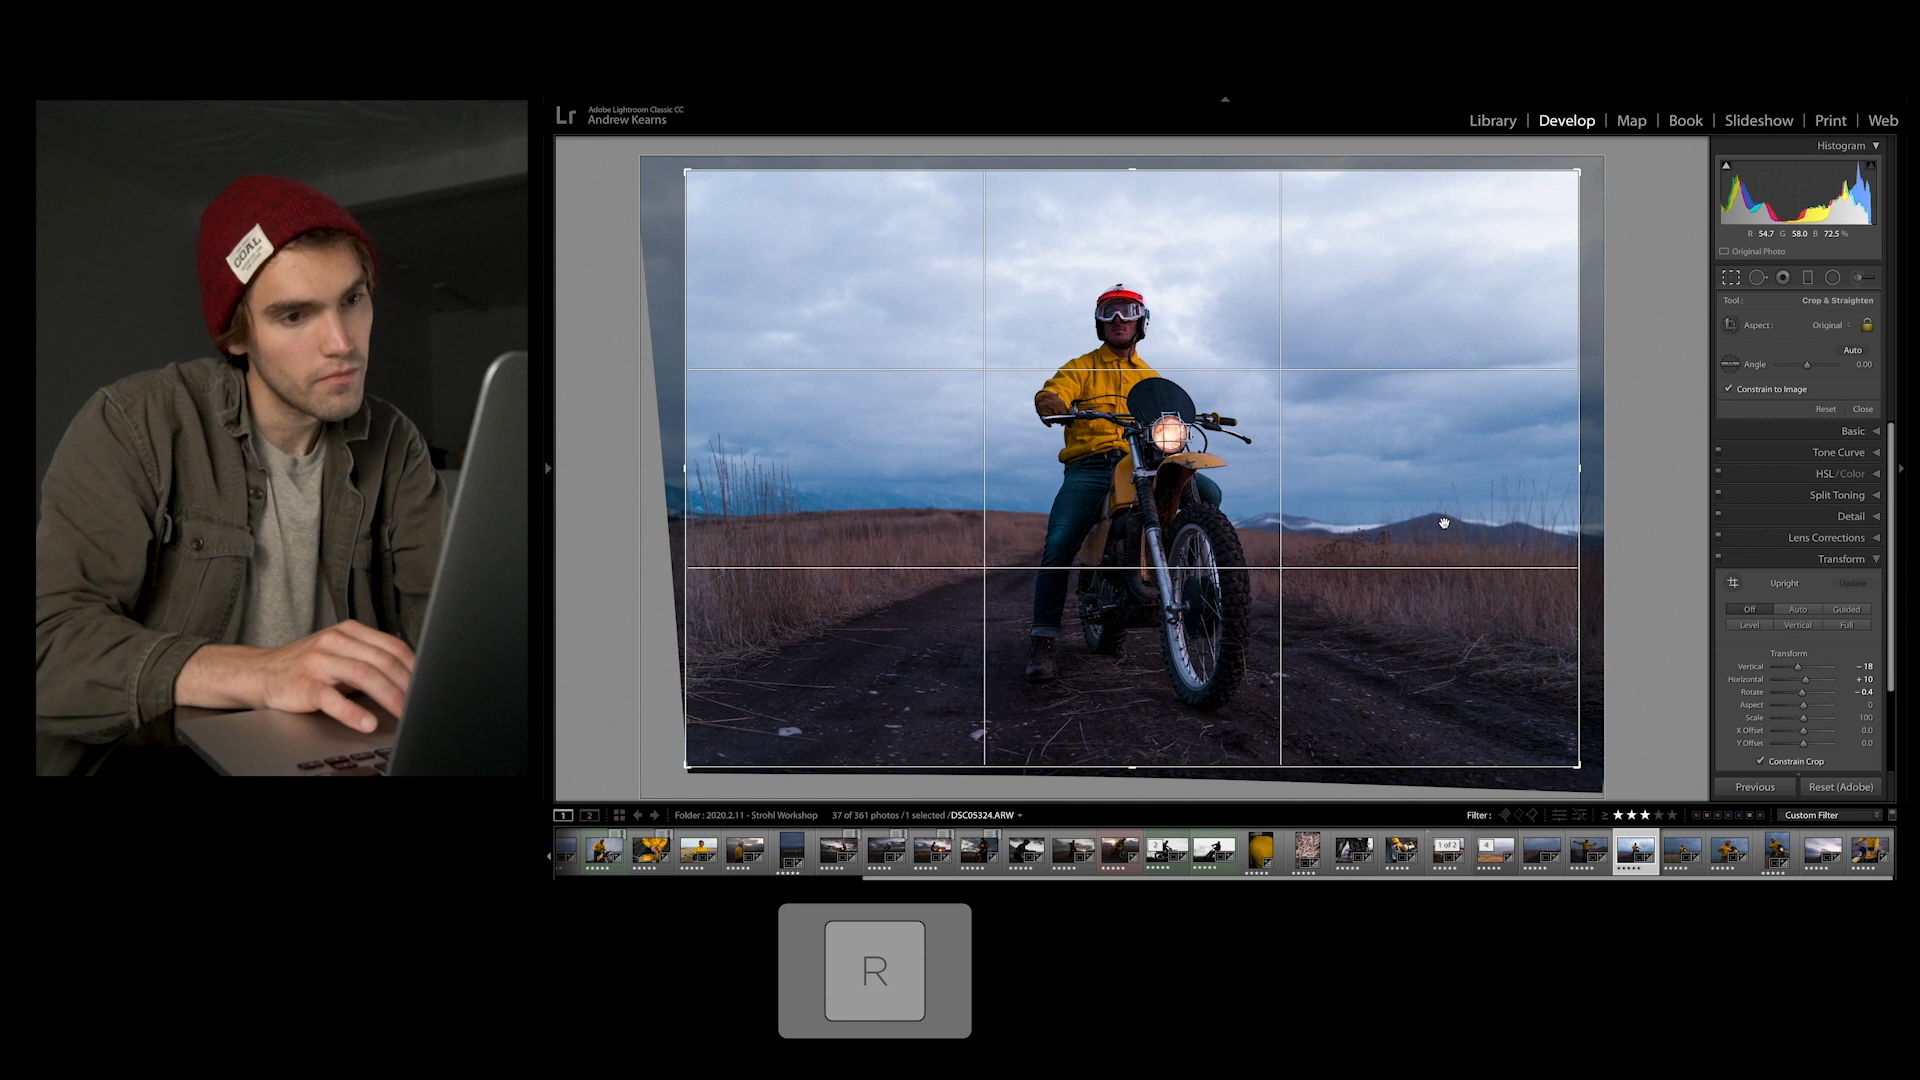 COAL
Lr
Adobe Lightroom Classic CC
Andrew Kearns
Library | Develop | Map | Book | Slideshow | Print | Web
Histogram
R 54.7 G 58.0 B 72.5 %
Original Photo
Tool : Crop & Straighten
Aspect : Original
Auto
Angle 0.00
Constrain to Image
Reset Close
Basic
Tone Curve
HSL / Color
Split Toning
Detail
Lens Corrections
Transform
Upright Update
Off Auto Guided
Level Vertical Full
Transform
Vertical - 18
Horizontal + 10
Rotate - 0.4
Aspect 0
Scale 100
X Offset 0.0
Y Offset 0.0
Constrain Crop
Previous Reset (Adobe)
1 2 Folder : 2020.2.11 - Strohl Workshop 37 of 361 photos / 1 selected / DSC05324.ARW Filter : ≥ ★★★★★ Custom Filter
2 1 of 2 4
R